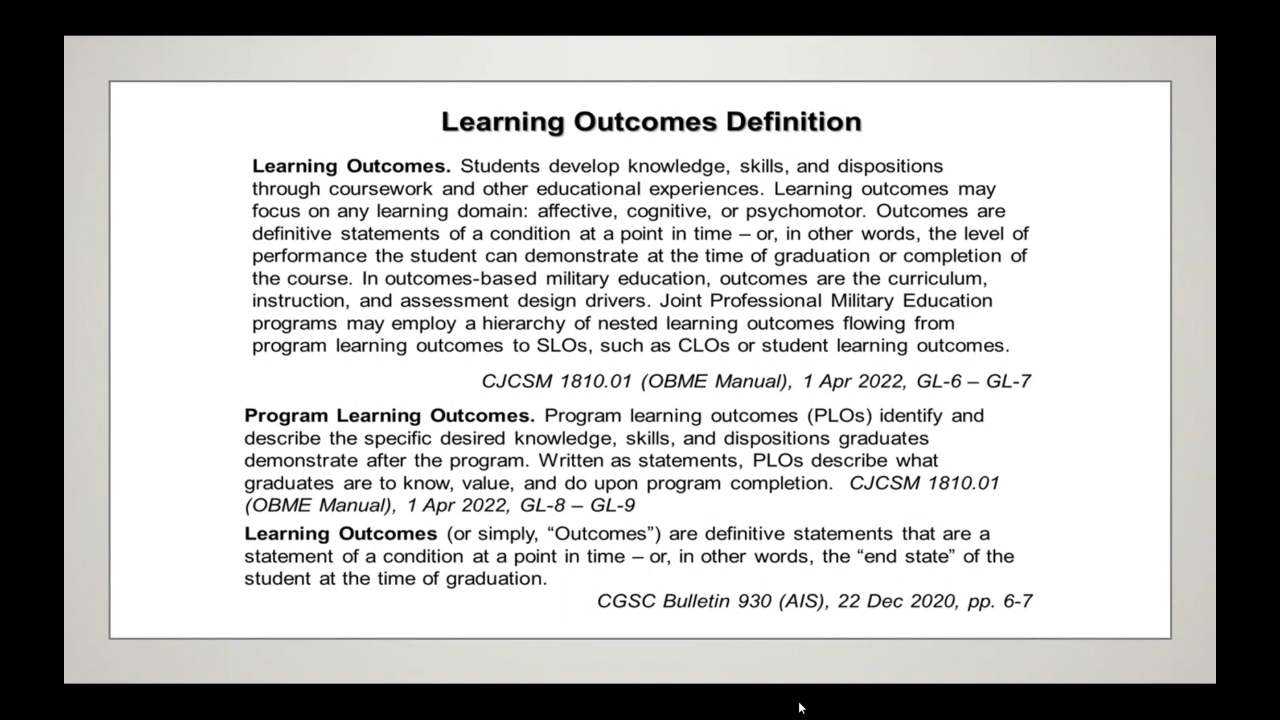 Learning Outcomes Definition
Learning Outcomes. Students develop knowledge, skills, and dispositions
through coursework and other educational experiences. Learning outcomes may
focus on any learning domain: affective, cognitive, or psychomotor. Outcomes are
definitive statements of a condition at a point in time – or, in other words, the level of
performance the student can demonstrate at the time of graduation or completion of
the course. In outcomes-based military education, outcomes are the curriculum,
instruction, and assessment design drivers. Joint Professional Military Education
programs may employ a hierarchy of nested learning outcomes flowing from
program learning outcomes to SLOs, such as CLOs or student learning outcomes.
CJCSM 1810.01 (OBME Manual), 1 Apr 2022, GL-6 – GL-7
Program Learning Outcomes. Program learning outcomes (PLOs) identify and
describe the specific desired knowledge, skills, and dispositions graduates
demonstrate after the program. Written as statements, PLOs describe what
graduates are to know, value, and do upon program completion. CJCSM 1810.01
(OBME Manual), 1 Apr 2022, GL-8 – GL-9
Learning Outcomes (or simply, “Outcomes”) are definitive statements that are a
statement of a condition at a point in time – or, in other words, the “end state” of the
student at the time of graduation.
CGSC Bulletin 930 (AIS), 22 Dec 2020, pp. 6-7